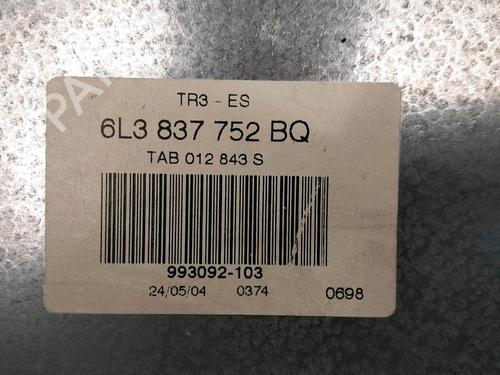 TR3 - ES
6L3 837 752 BQ
TAB 012 843 S
993092-103
24/05/04 0374 0698